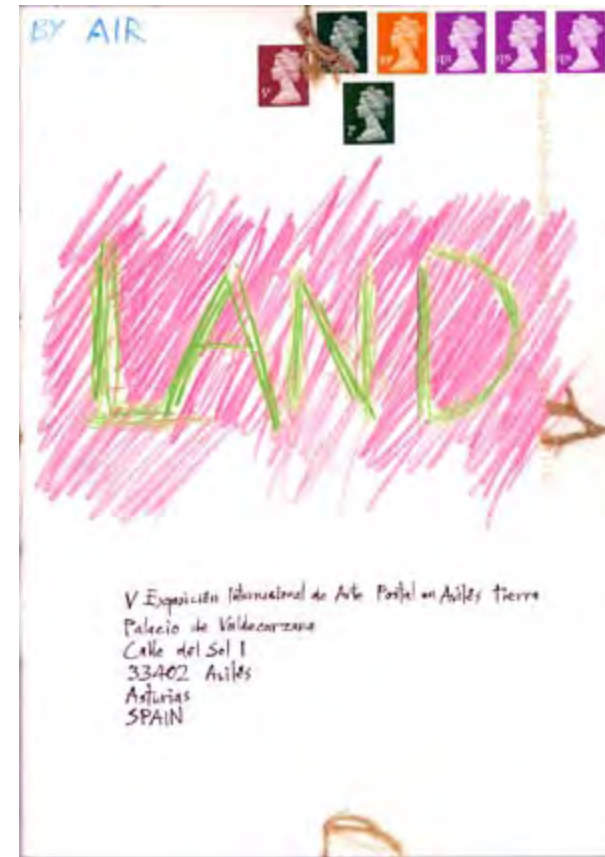 BY AIR
LAND
V Exposición Internacional de Arte Postal en Avilés tierra
Palacio de Valdecarzana
Calle del Sol 1
33402 Avilés
Asturias
SPAIN